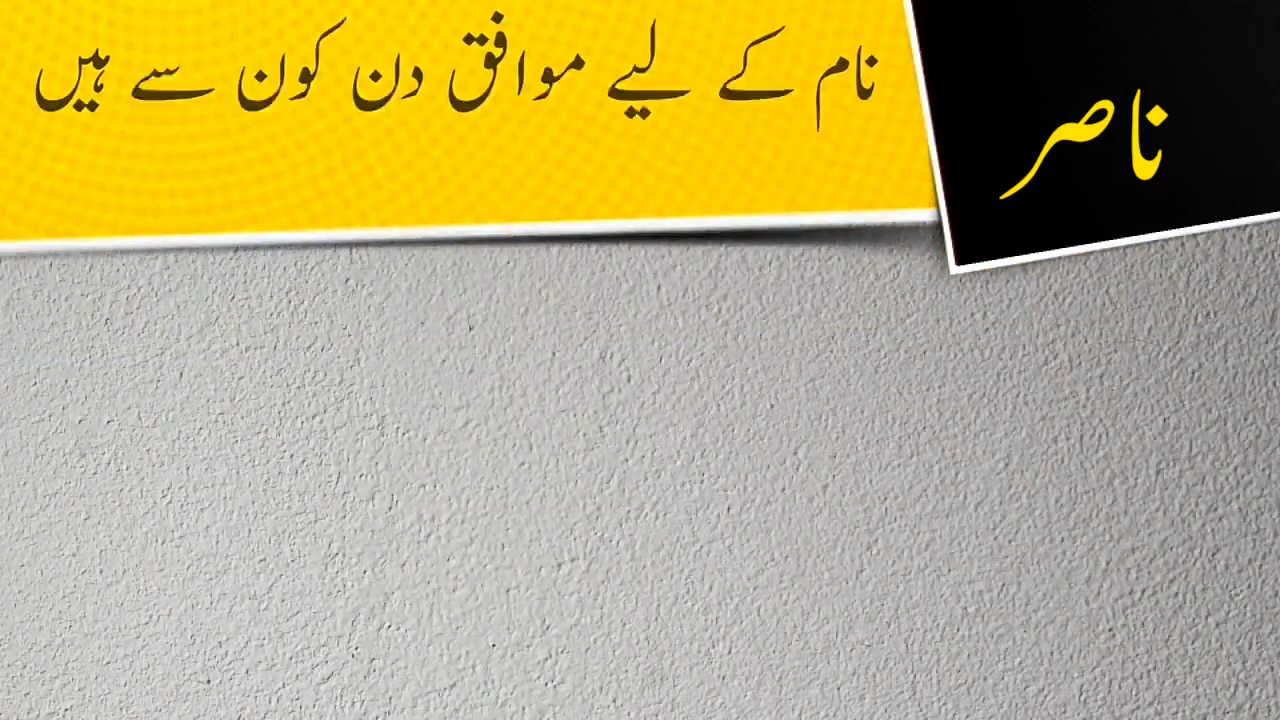 ناصر
نام کے لیے موافق دن کون سے ہیں